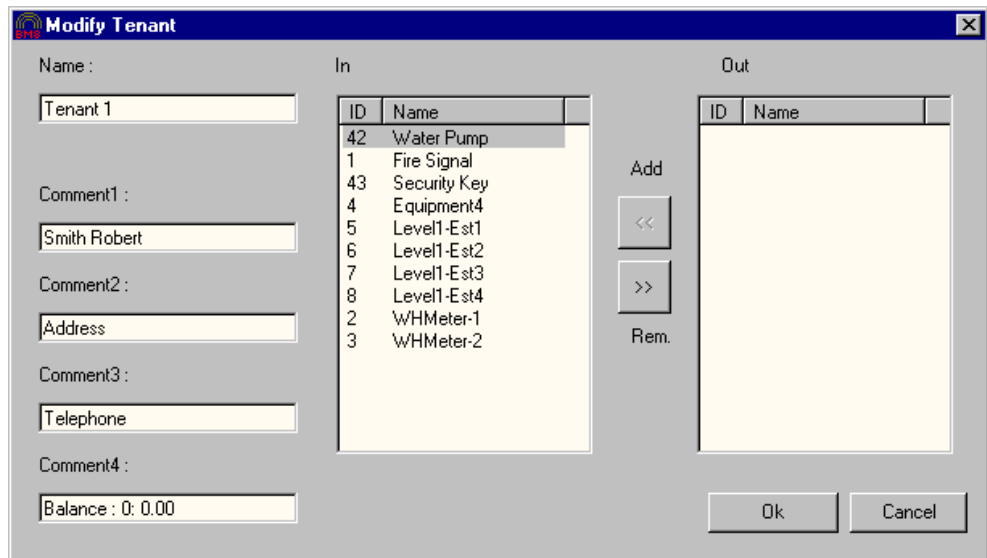 BMS
Modify Tenant
Name :
Tenant 1
Comment1 :
Smith Robert
Comment2 :
Address
Comment3 :
Telephone
Comment4 :
Balance : 0: 0.00
In
ID Name
42 Water Pump
1 Fire Signal
43 Security Key
4 Equipment4
5 Level1-Est1
6 Level1-Est2
7 Level1-Est3
8 Level1-Est4
2 WHMeter-1
3 WHMeter-2
Add
<<
>>
Rem.
Out
ID Name
Ok
Cancel